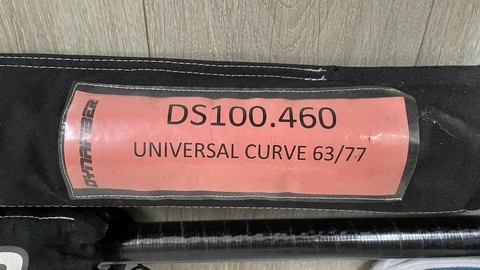 DYNAFIBER
DS100.460
UNIVERSAL CURVE 63/77